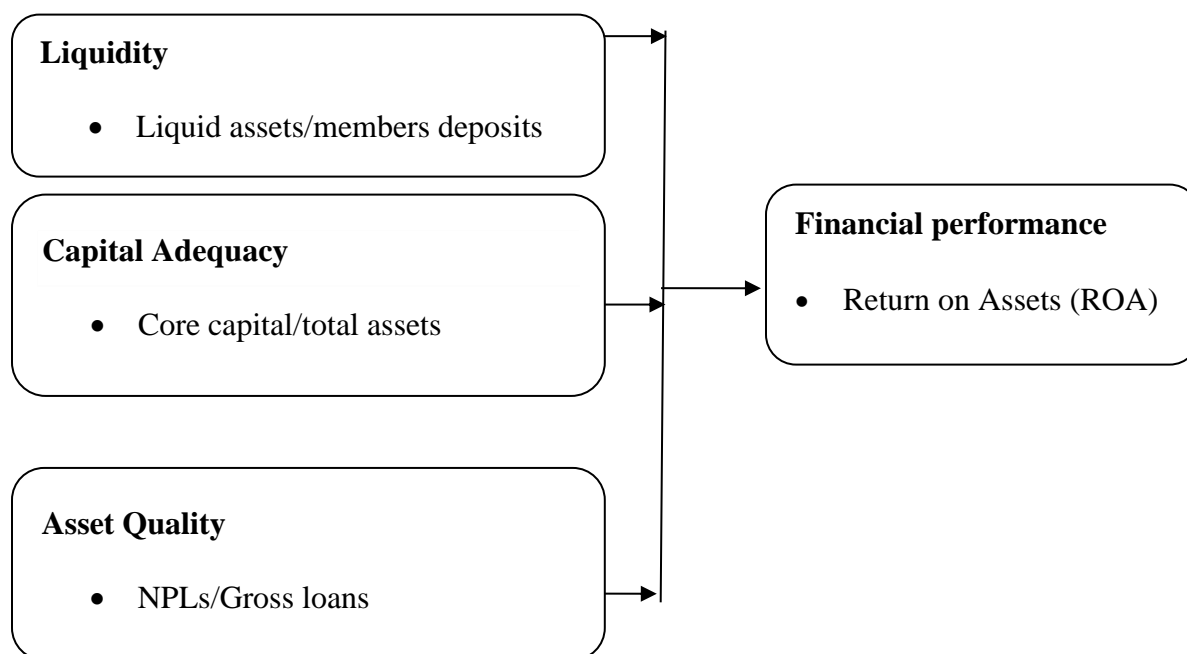 Liquidity
• Liquid assets/members deposits
Capital Adequacy
• Core capital/total assets
Asset Quality
• NPLs/Gross loans
Financial performance
• Return on Assets (ROA)